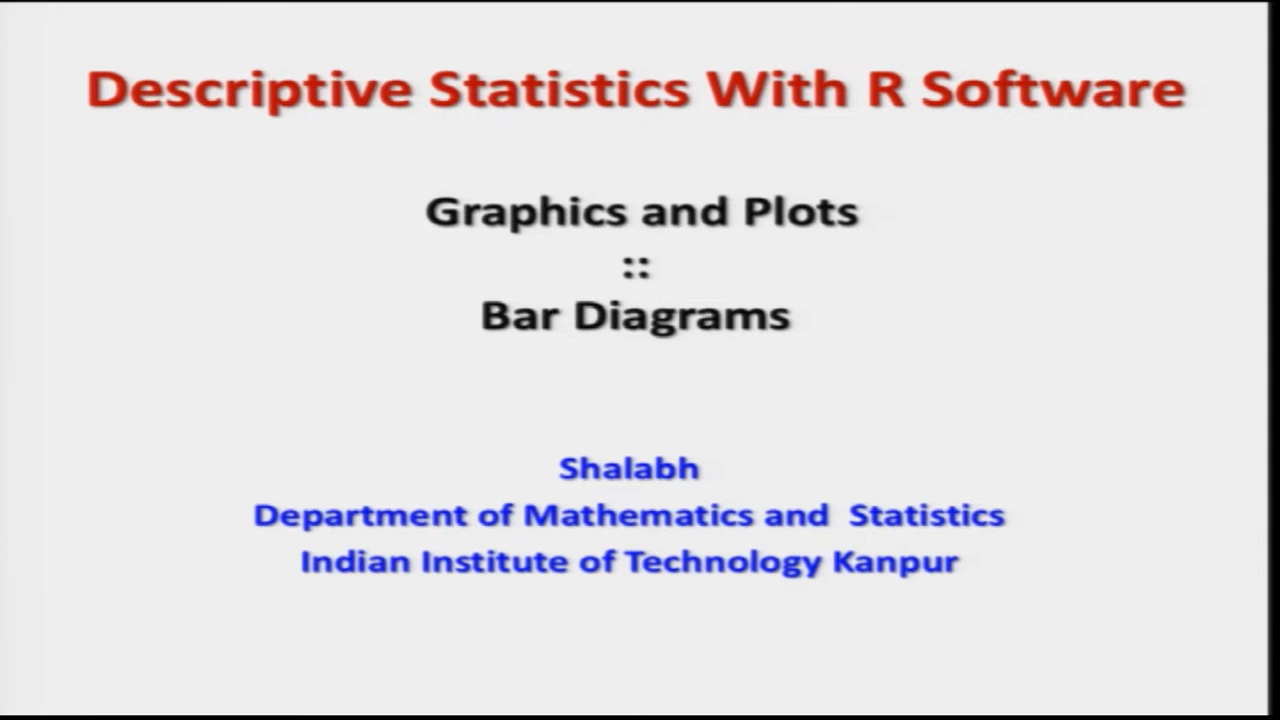 Descriptive Statistics With R Software
Graphics and Plots
::
Bar Diagrams
Shalabh
Department of Mathematics and Statistics
Indian Institute of Technology Kanpur